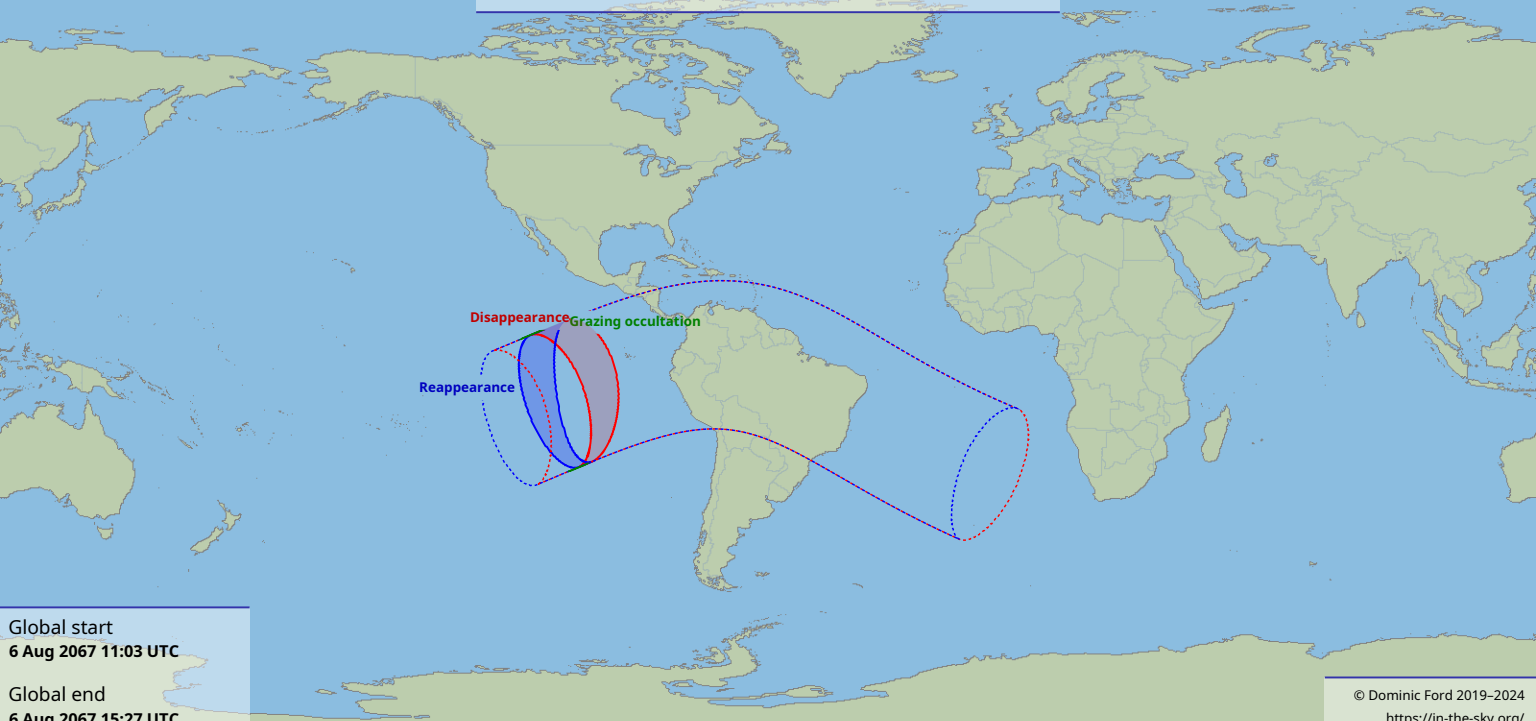 Disappearance
Grazing occultation
Reappearance
Global start
6 Aug 2067 11:03 UTC
Global end
6 Aug 2067 15:27 UTC
© Dominic Ford 2019–2024
https://in-the-sky.org/